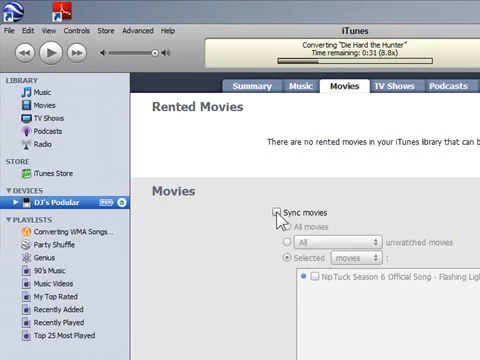 iTunes
File Edit View Controls Store Advanced Help
Converting "Die Hard the Hunter"
Time remaining: 0:31 (8.8x)
LIBRARY
Music
Movies
TV Shows
Podcasts
Radio
STORE
iTunes Store
DEVICES
DJ's Podular
PLAYLISTS
Converting WMA Songs...
Party Shuffle
Genius
90's Music
Music Videos
My Top Rated
Recently Added
Recently Played
Top 25 Most Played
Summary Music Movies TV Shows Podcasts
Rented Movies
There are no rented movies in your iTunes library that can b
Movies
Sync movies
All movies
All unwatched movies
Selected movies :
NipTuck Season 6 Official Song - Flashing Lig